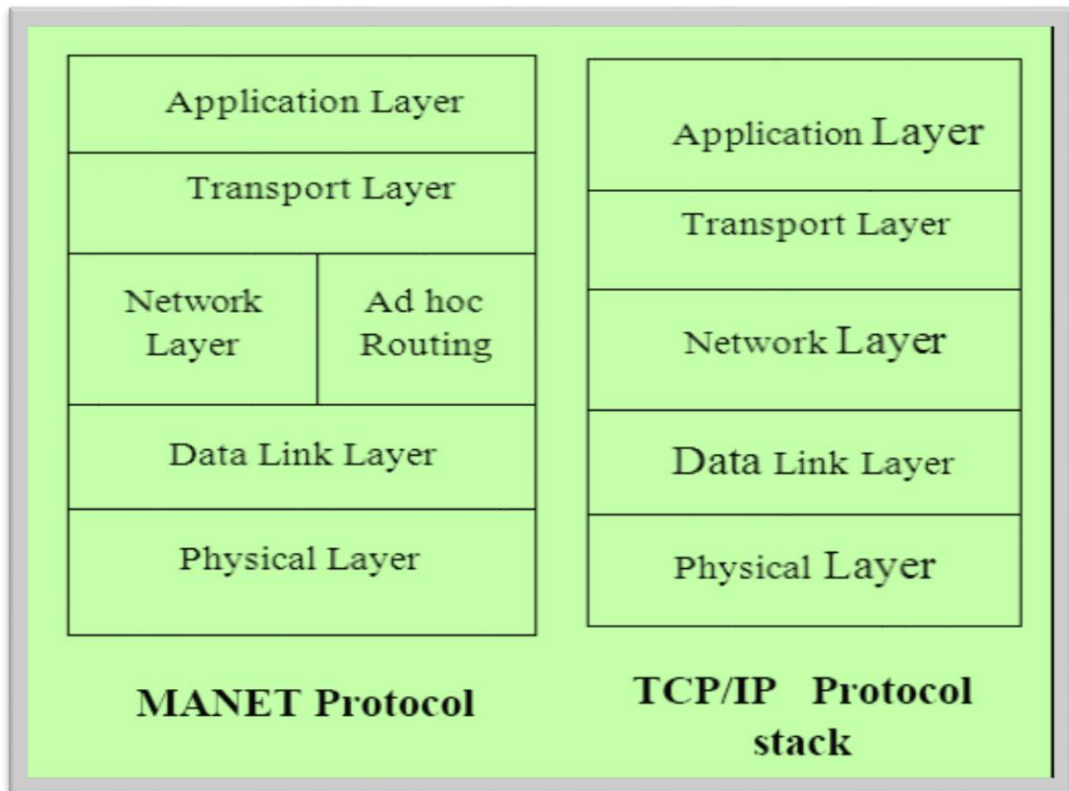 Application Layer
Transport Layer
Network
Layer
Ad hoc
Routing
Data Link Layer
Physical Layer
MANET Protocol
Application Layer
Transport Layer
Network Layer
Data Link Layer
Physical Layer
TCP/IP Protocol
stack